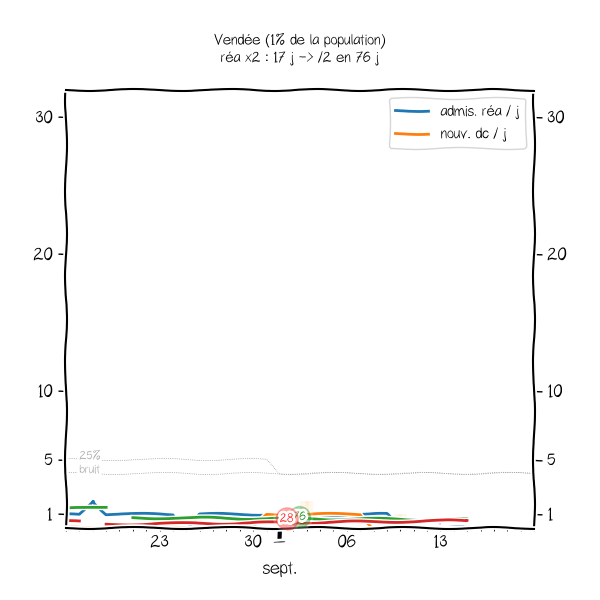 Vendée (1% de la population)
réa x2 : 17 j -> /2 en 76 j
admis. réa / j
nouv. dc / j
30
30
20
20
10
10
25%
5
5
bruit
1
28
76
1
23
30
06
13
sept.